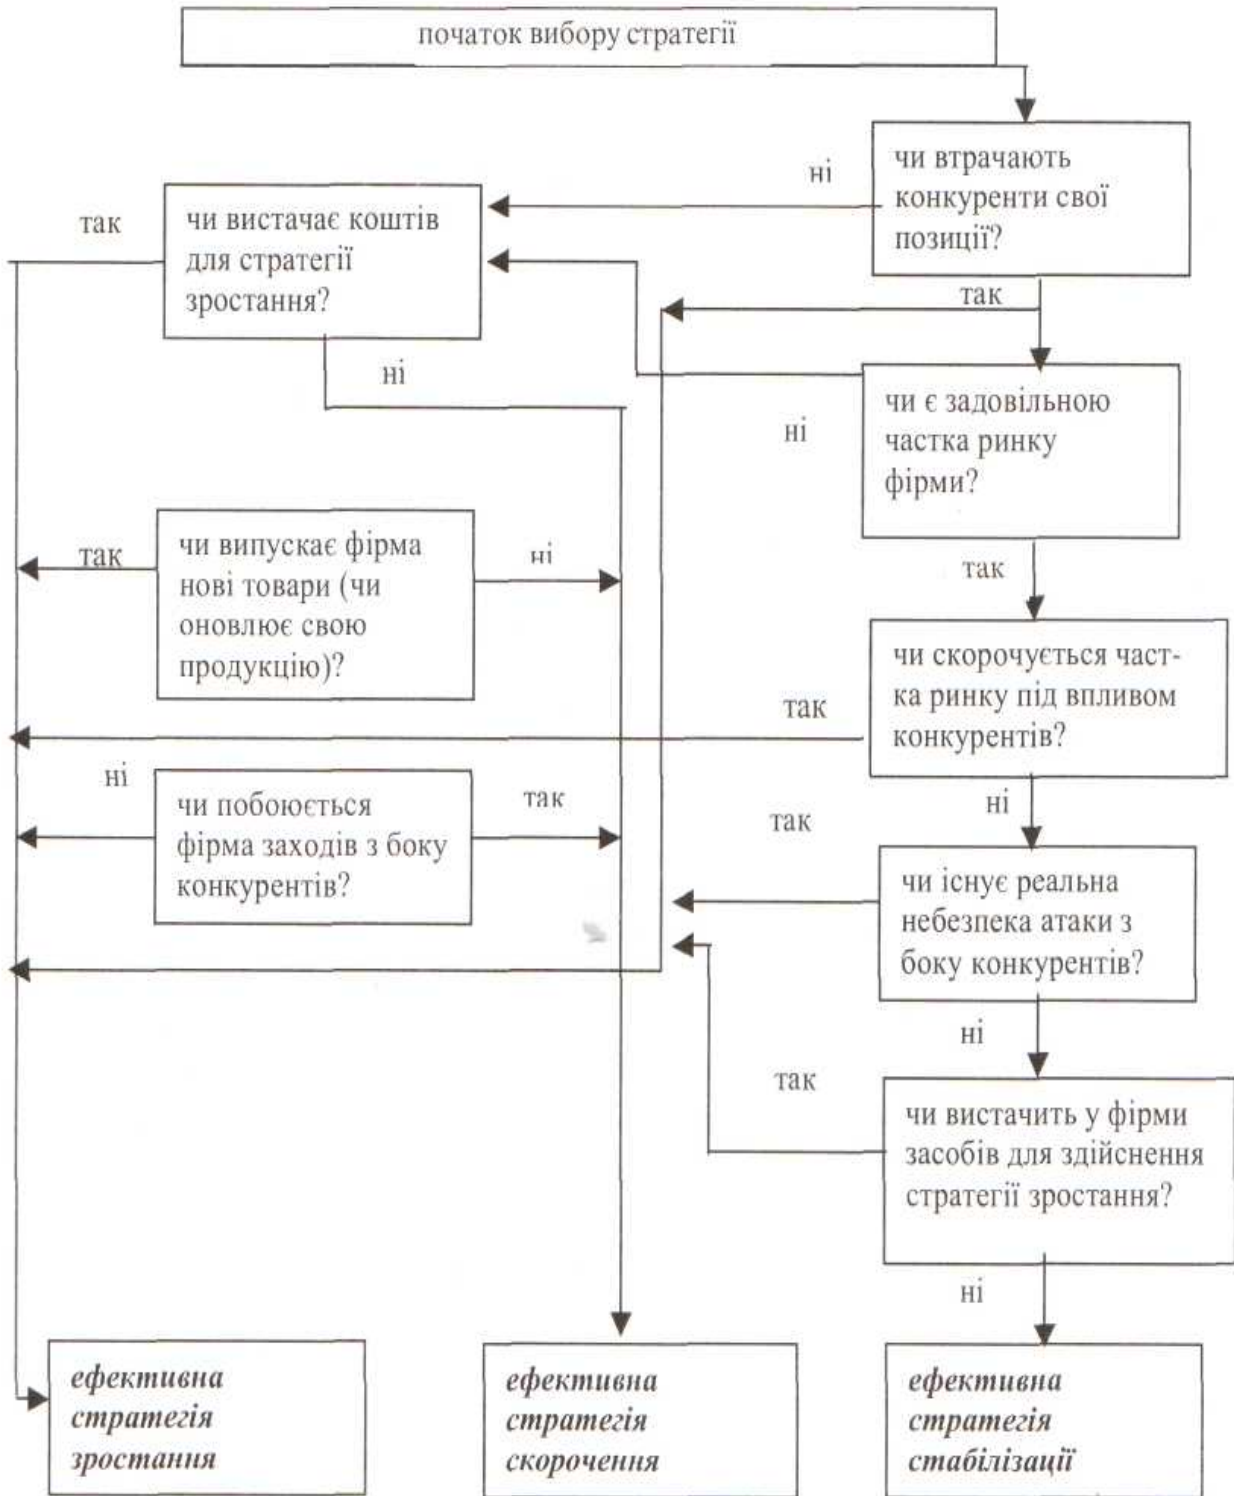 початок вибору стратегії
чи втрачають
конкуренти свої
позиції?
ні
так
чи вистачає коштів
для стратегії
зростання?
так
ні
чи є задовільною
частка ринку
фірми?
ні
так
чи випускає фірма
нові товари (чи
оновлює свою
продукцію)?
так
ні
чи скорочується част-
ка ринку під впливом
конкурентів?
так
ні
чи побоюється
фірма заходів з боку
конкурентів?
ні
так
чи існує реальна
небезпека атаки з
боку конкурентів?
так
ні
чи вистачить у фірми
засобів для здійснення
стратегії зростання?
так
ні
ефективна
стратегія
зростання
ефективна
стратегія
скорочення
ефективна
стратегія
стабілізації